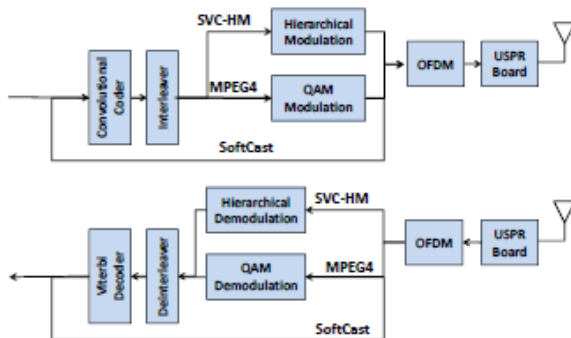 SVC-HM
Hierarchical
Modulation
Convolutional
Coder
Interleaver
MPEG4
QAM
Modulation
OFDM
USPR
Board
SoftCast
Viterbi
Decoder
Deinterleaver
Hierarchical
Demodulation
SVC-HM
QAM
Demodulation
MPEG4
OFDM
USPR
Board
SoftCast